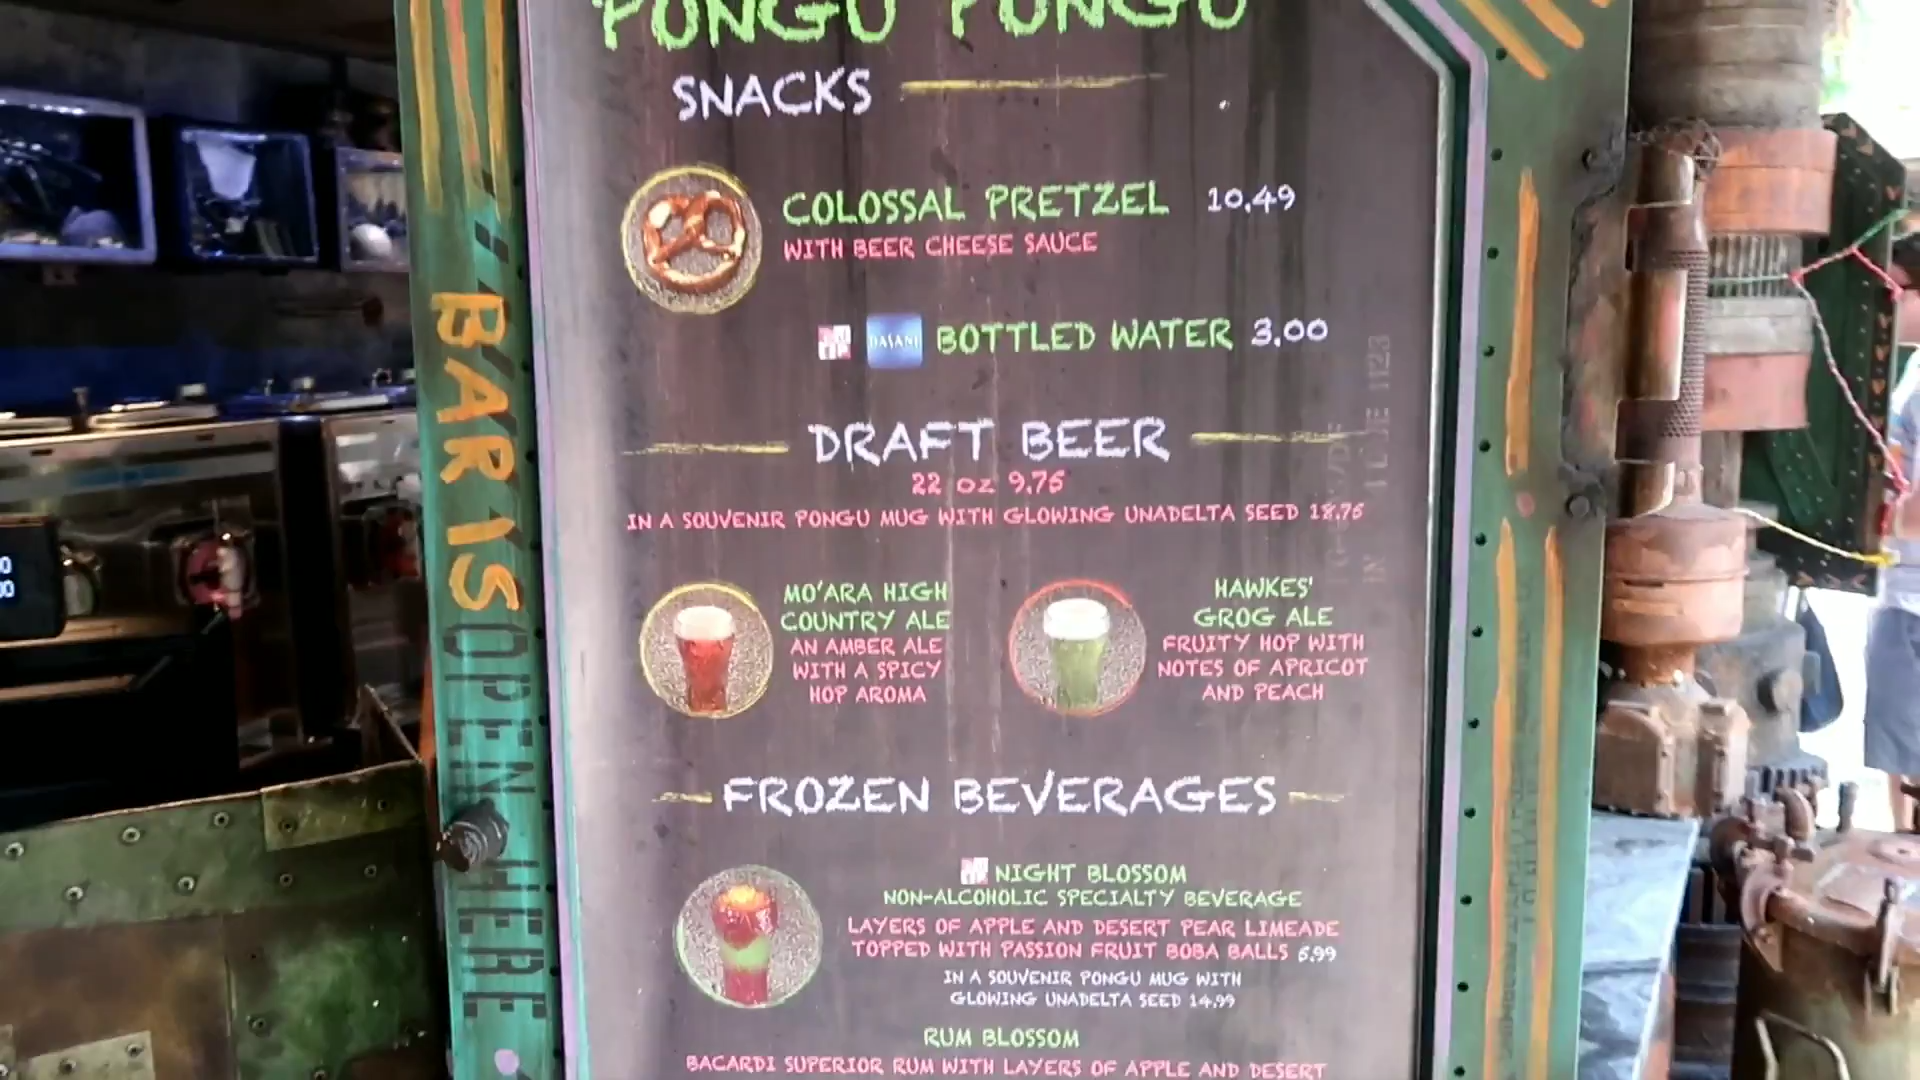 PONGU PONGU
SNACKS
COLOSSAL PRETZEL 10.49
WITH BEER CHEESE SAUCE
DASANI BOTTLED WATER 3.00
DRAFT BEER
22 oz 9.75
IN A SOUVENIR PONGU MUG WITH GLOWING UNADELTA SEED 18.75
MO'ARA HIGH
COUNTRY ALE
AN AMBER ALE
WITH A SPICY
HOP AROMA
HAWKES'
GROG ALE
FRUITY HOP WITH
NOTES OF APRICOT
AND PEACH
FROZEN BEVERAGES
NIGHT BLOSSOM
NON-ALCOHOLIC SPECIALTY BEVERAGE
LAYERS OF APPLE AND DESERT PEAR LIMEADE
TOPPED WITH PASSION FRUIT BOBA BALLS
IN A SOUVENIR PONGU MUG WITH
GLOWING UNADELTA SEED 14.99
RUM BLOSSOM
BACARDI SUPERIOR RUM WITH LAYERS OF APPLE AND DESERT
BAR IS OPEN HERE